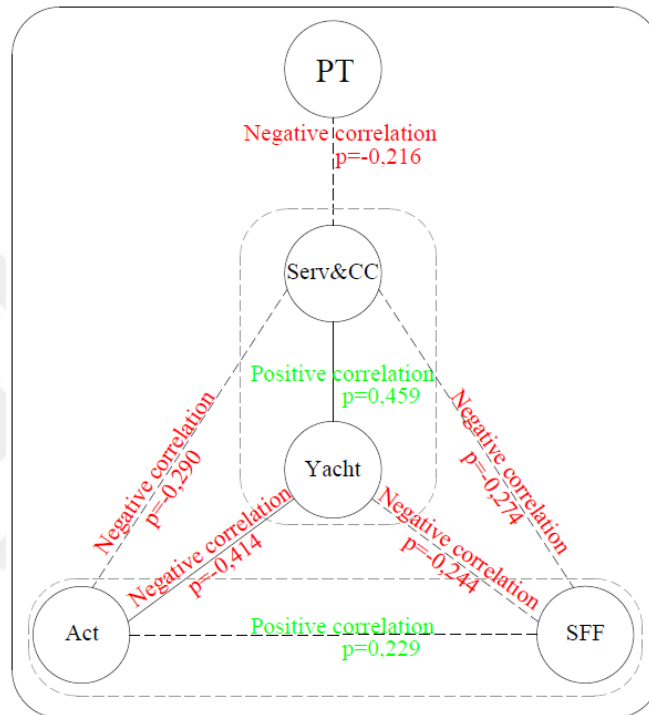 PT
Negative correlation
p=-0,216
Serv&CC
Positive correlation
p=0,459
Negative correlation
p=-0,290
Negative correlation
p=-0,274
Yacht
Negative correlation
p=-0,414
Negative correlation
p=-0,244
Act
Positive correlation
p=0,229
SFF